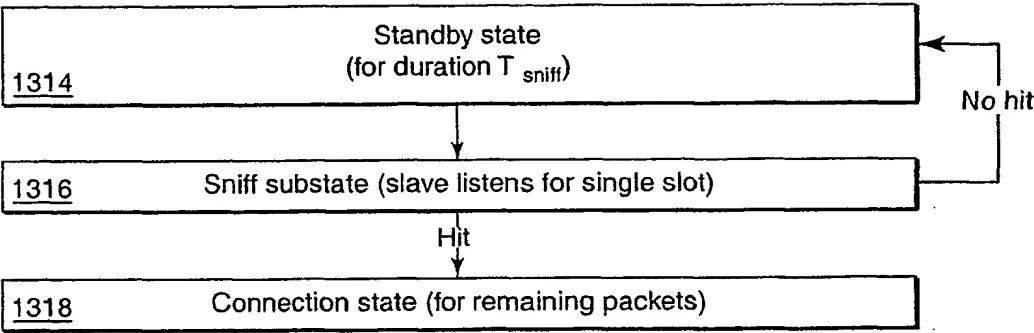 Standby state
(for duration T sniff)
1314
No hit
1316
Sniff substate (slave listens for single slot)
Hit
1318
Connection state (for remaining packets)